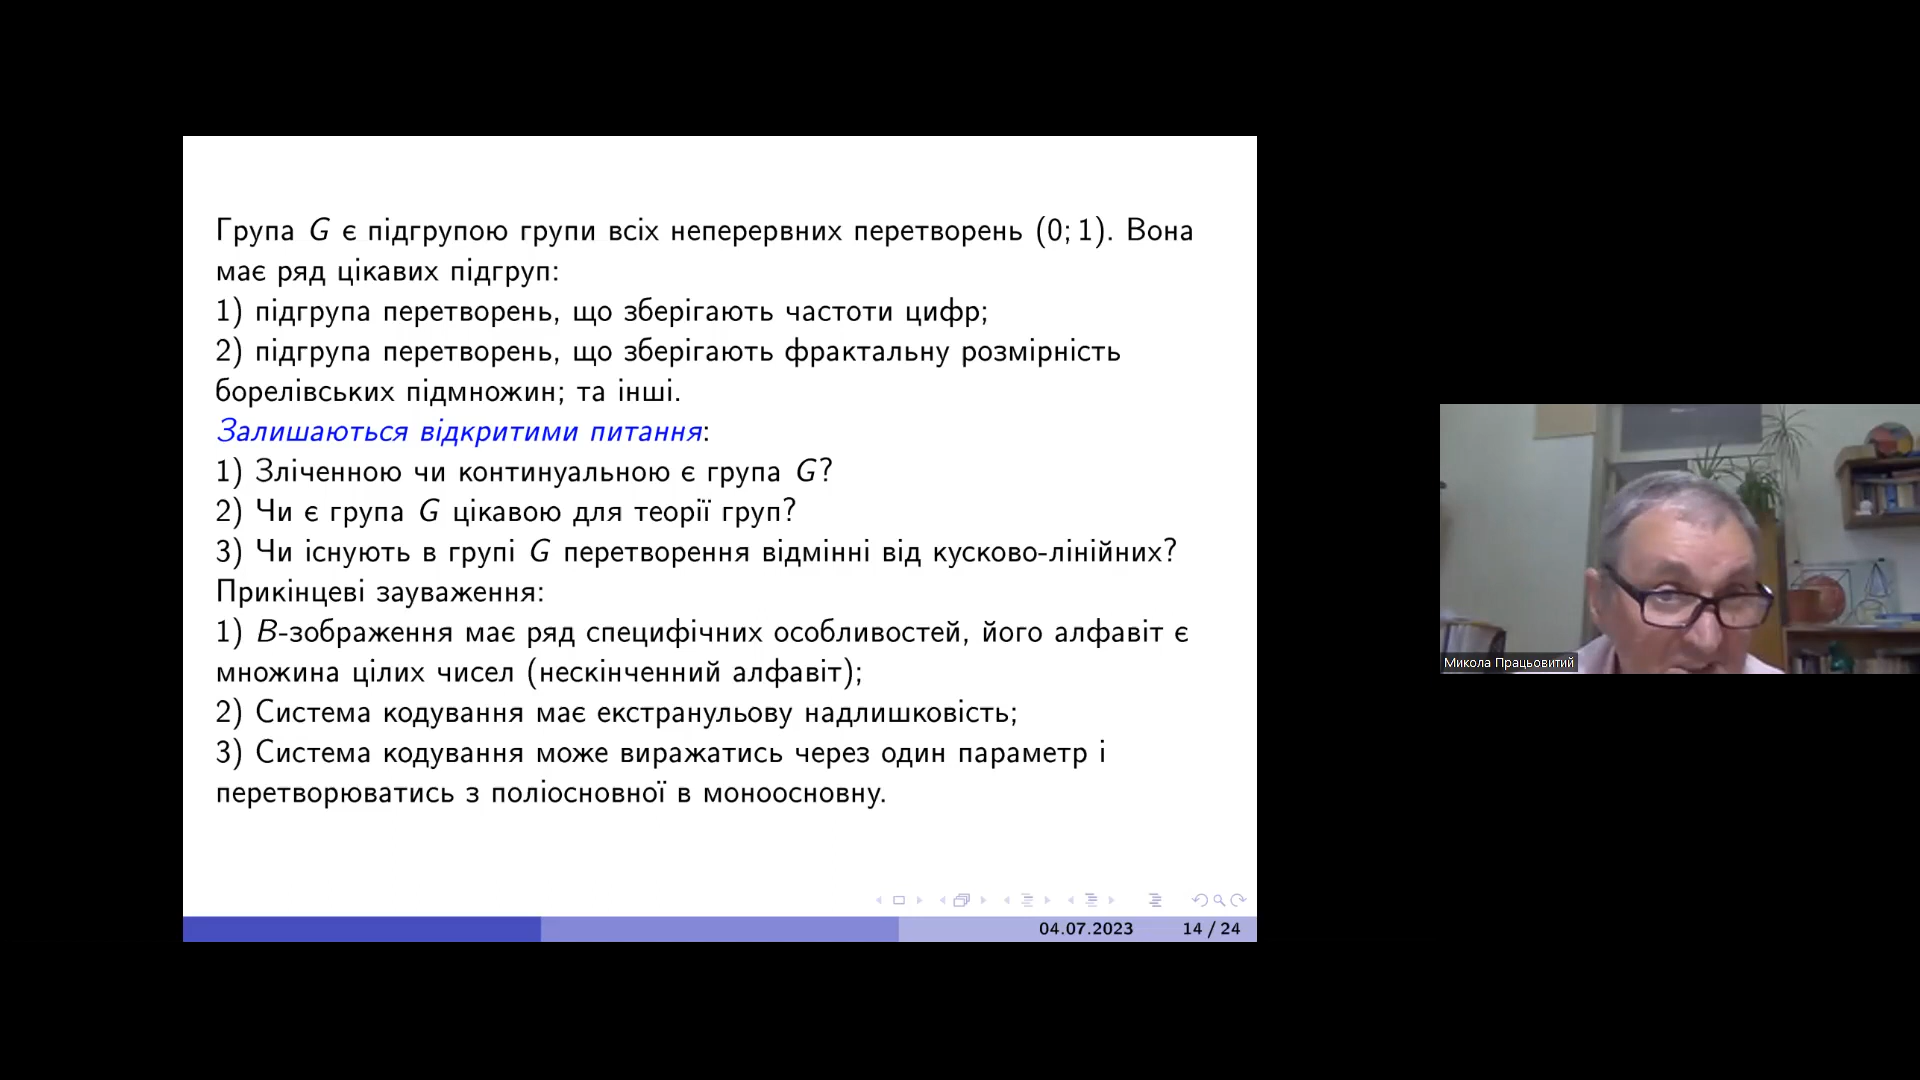 Група G є підгрупою групи всіх неперервних перетворень (0; 1). Вона
має ряд цікавих підгруп:
1) підгрупа перетворень, що зберігають частоти цифр;
2) підгрупа перетворень, що зберігають фрактальну розмірність
борелівських підмножин; та інші.
Залишаються відкритими питання:
1) Зліченною чи континуальною є група G?
2) Чи є група G цікавою для теорії груп?
3) Чи існують в групі G перетворення відмінні від кусково-лінійних?
Прикінцеві зауваження:
1) B-зображення має ряд специфічних особливостей, його алфавіт є
множина цілих чисел (нескінченний алфавіт);
2) Система кодування має екстранульову надлишковість;
3) Система кодування може виражатись через один параметр і
перетворюватись з поліосновної в моноосновну.
04.07.2023 14 / 24
Микола Працьовитий